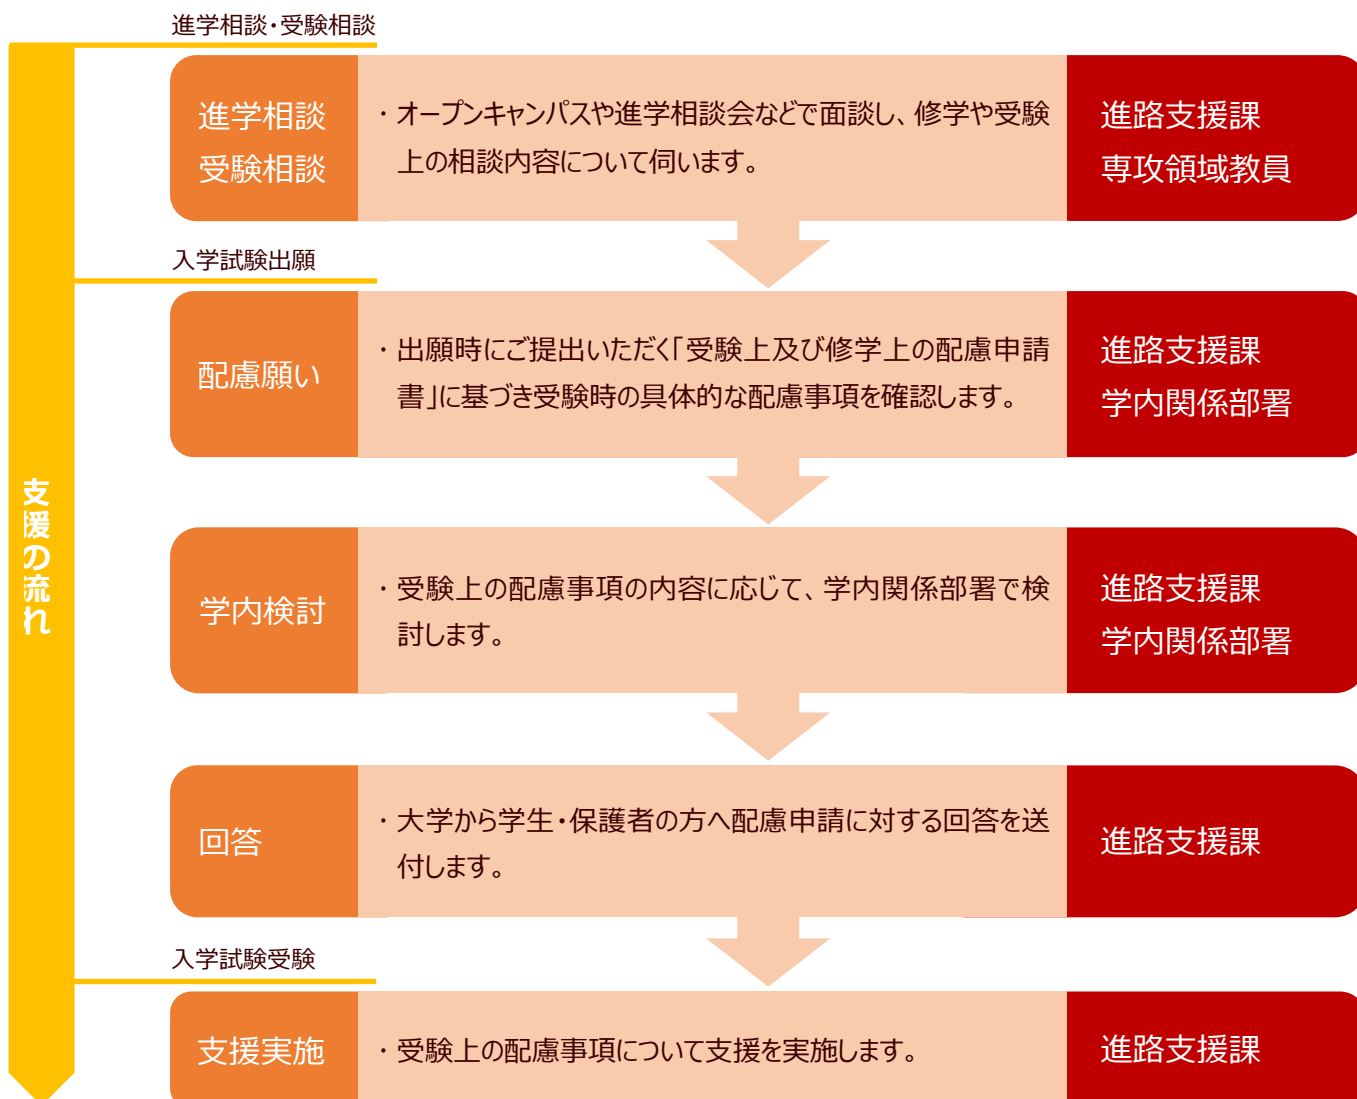 進学相談・受験相談
進学相談
受験相談
・オープンキャンパスや進学相談会などで面談し、修学や受験
上の相談内容について伺います。
進路支援課
専攻領域教員
入学試験出願
配慮願い
・出願時にご提出いただく「受験上及び修学上の配慮申請
書」に基づき受験時の具体的な配慮事項を確認します。
進路支援課
学内関係部署
支援の流れ
学内検討
・受験上の配慮事項の内容に応じて、学内関係部署で検
討します。
進路支援課
学内関係部署
回答
・大学から学生・保護者の方へ配慮申請に対する回答を送
付します。
進路支援課
入学試験受験
支援実施
・受験上の配慮事項について支援を実施します。
進路支援課